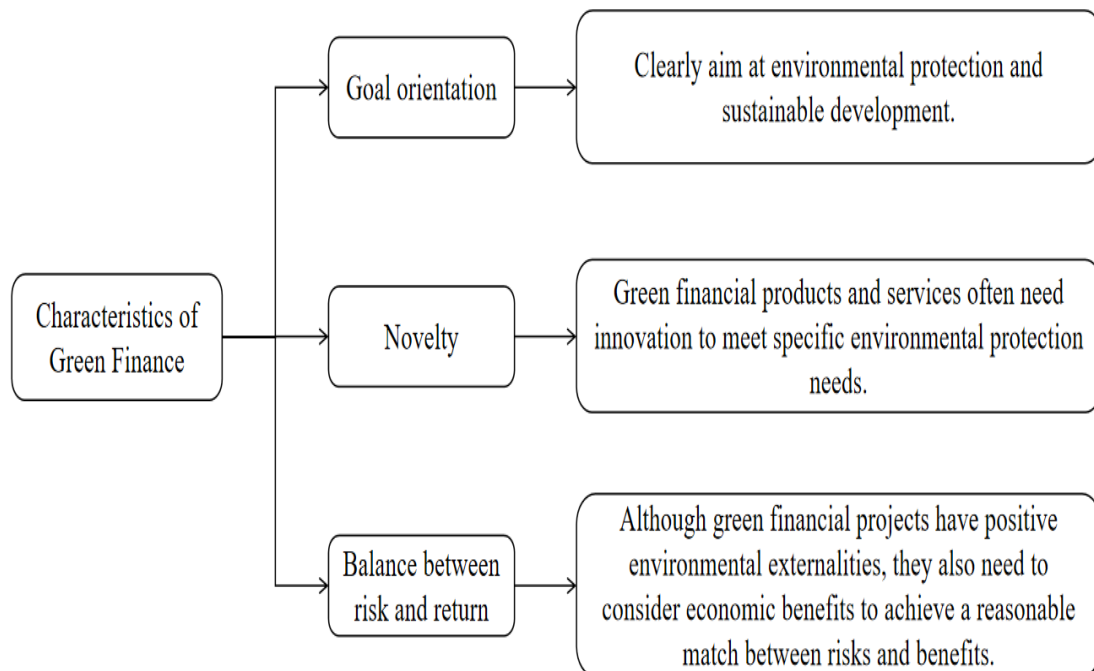 Characteristics of
Green Finance
Goal orientation
Clearly aim at environmental protection and
sustainable development.
Novelty
Green financial products and services often need
innovation to meet specific environmental protection
needs.
Balance between
risk and return
Although green financial projects have positive
environmental externalities, they also need to
consider economic benefits to achieve a reasonable
match between risks and benefits.